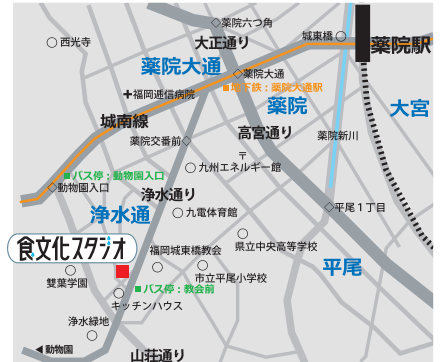 ◇薬院六つ角
○西光寺
城東橋○
大正通り
薬院駅
薬院大通
◇薬院大通
■地下鉄：薬院大通駅
✚福岡逓信病院
薬院
大宮
城南線
高宮通り
薬院交番前◇
薬院新川
〒
○九州エネルギー館
■バス停：動物園入口
◇動物園入口
浄水通り
浄水通
○九電体育館
◇平尾１丁目
食文化スタジオ
福岡城東橋教会
県立中央高等学校
平尾
双葉学園
市立平尾小学校
■バス停：教会前
キッチンハウス
浄水緑地
◀動物園
山荘通り